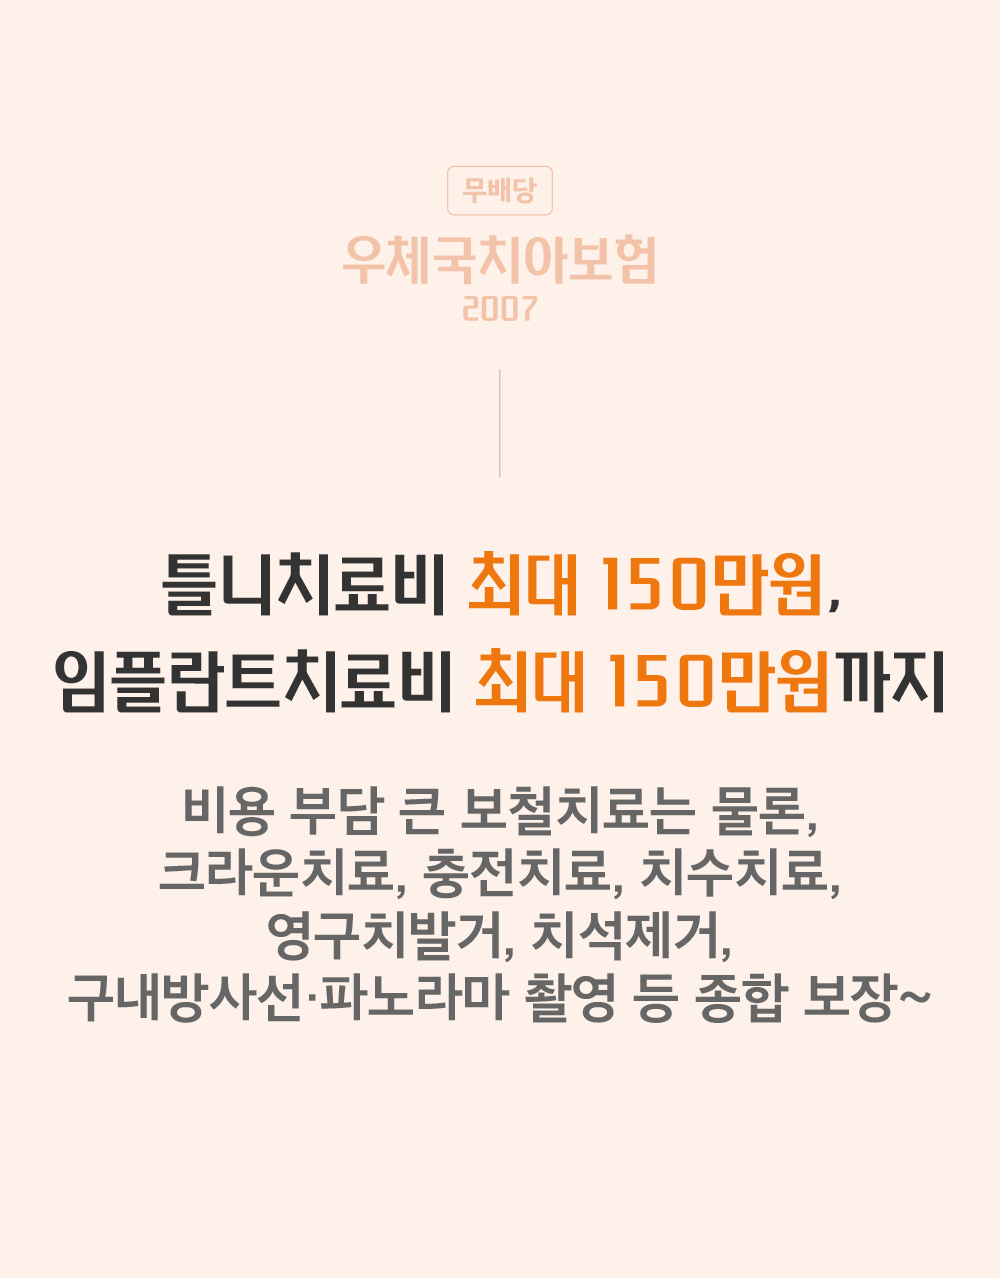 무배당
우체국치아보험
2007
틀니치료비 최대 150만원,
임플란트치료비 최대 150만원까지
비용 부담 큰 보철치료는 물론,
크라운치료, 충전치료, 치수치료,
영구치발거, 치석제거,
구내방사선·파노라마 촬영 등 종합 보장~